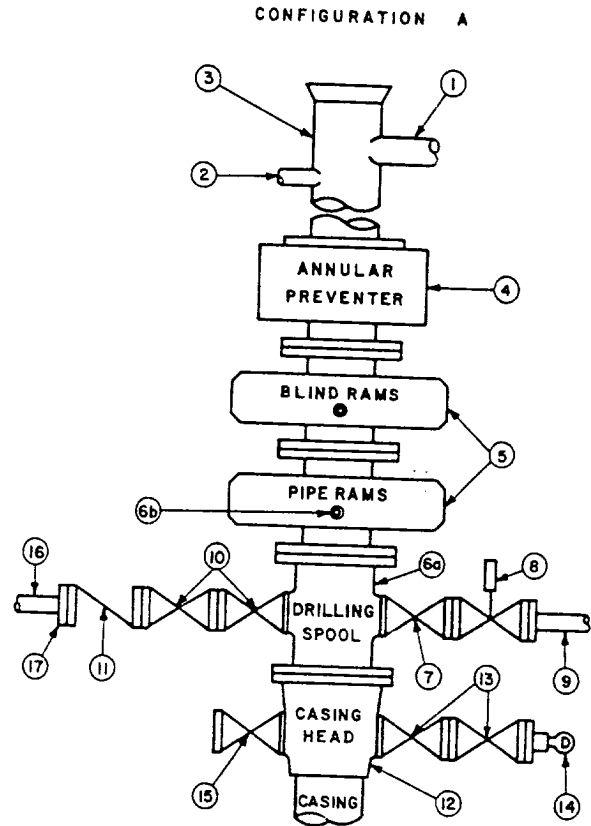 CONFIGURATION A
3
1
2
ANNULAR
PREVENTER
4
BLIND RAMS
5
PIPE RAMS
6b
16
10
6a
8
DRILLING
SPOOL
17
11
7
9
13
CASING
HEAD
D
15
12
14
CASING